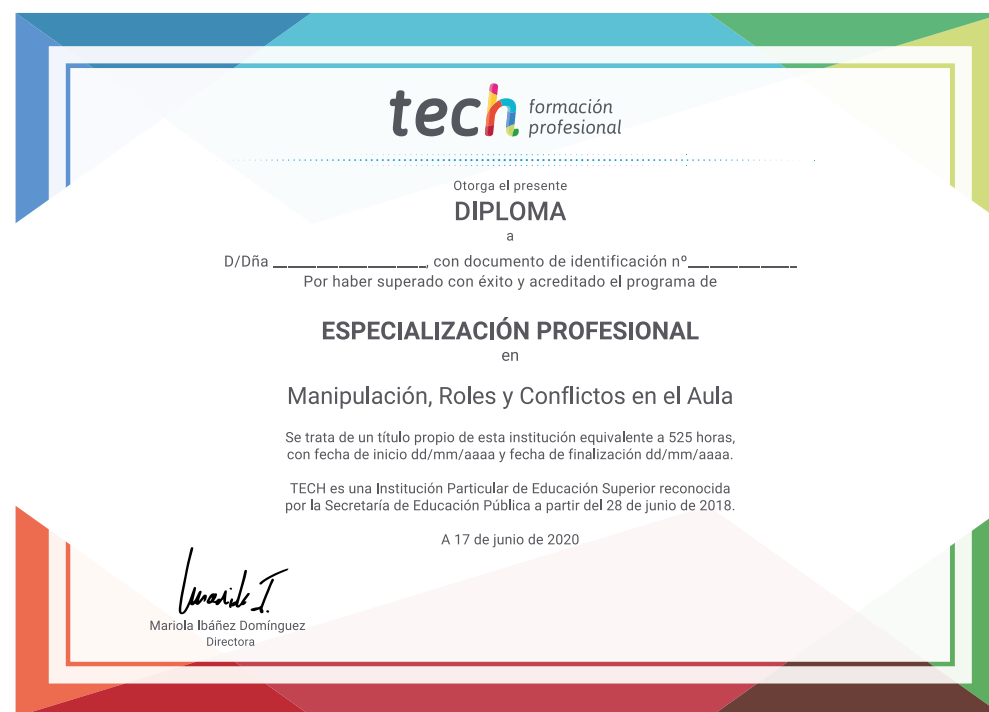 tech formación
profesional
Otorga el presente
DIPLOMA
a
D/Dña ____________________, con documento de identificación nº______________
Por haber superado con éxito y acreditado el programa de
ESPECIALIZACIÓN PROFESIONAL
en
Manipulación, Roles y Conflictos en el Aula
Se trata de un título propio de esta institución equivalente a 525 horas,
con fecha de inicio dd/mm/aaaa y fecha de finalización dd/mm/aaaa.
TECH es una Institución Particular de Educación Superior reconocida
por la Secretaría de Educación Pública a partir del 28 de junio de 2018.
A 17 de junio de 2020
Mariola Ibáñez Domínguez
Directora